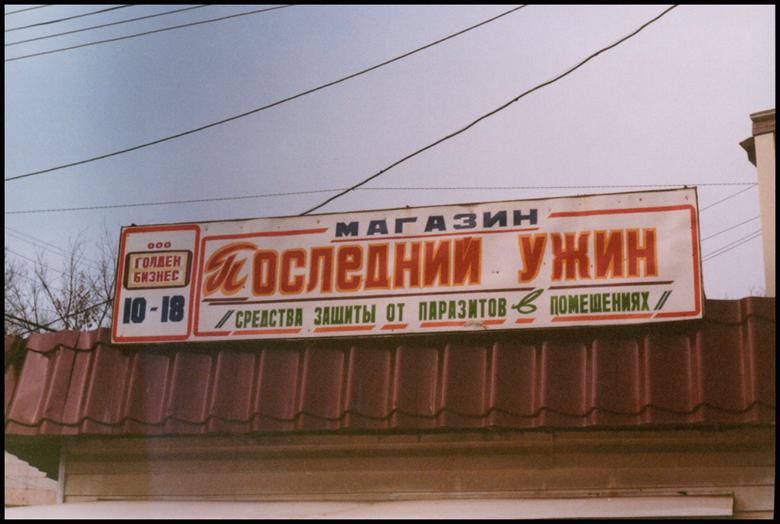 ООО
ГОЛДЕН
БИЗНЕС
10-18
МАГАЗИН
ПОСЛЕДНИЙ УЖИН
//СРЕДСТВА ЗАЩИТЫ ОТ ПАРАЗИТОВ в ПОМЕЩЕНИЯХ//